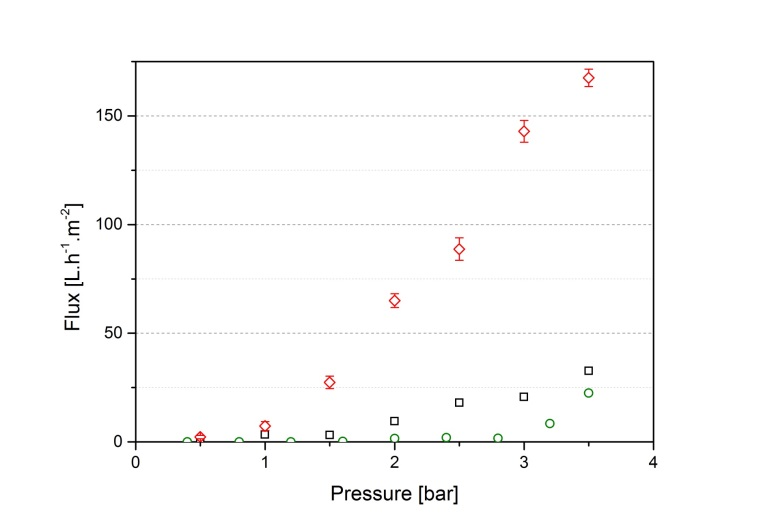 150
100
50
0
0 1 2 3 4
Flux [L.h⁻¹.m⁻²]
Pressure [bar]